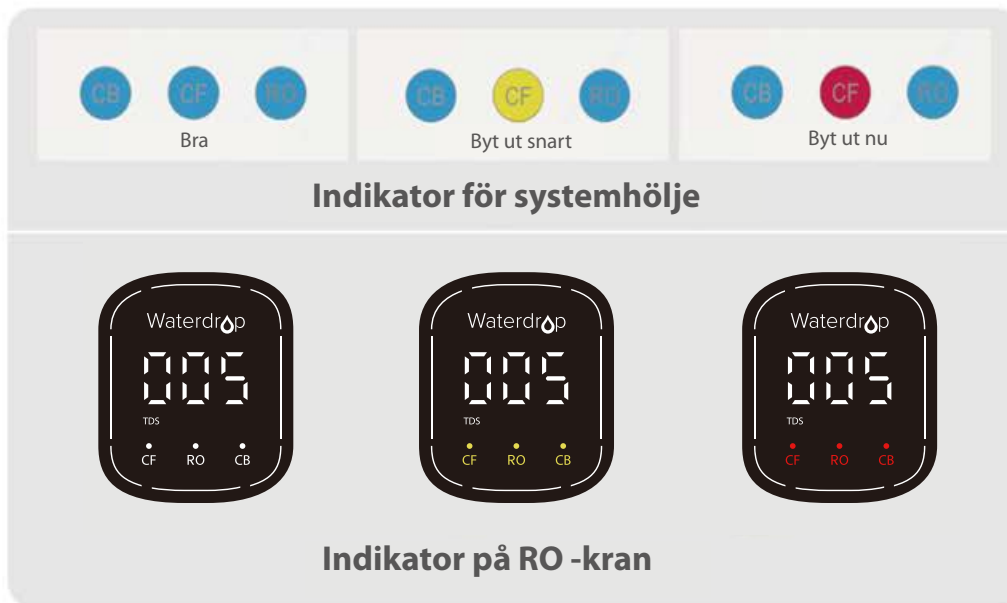 CB CF RO
Bra
CB CF RO
Byt ut snart
CB CF RO
Byt ut nu
Indikator för systemhölje
Waterdrop
005
TDS
CF RO CB
Waterdrop
005
TDS
CF RO CB
Waterdrop
005
TDS
CF RO CB
Indikator på RO -kran